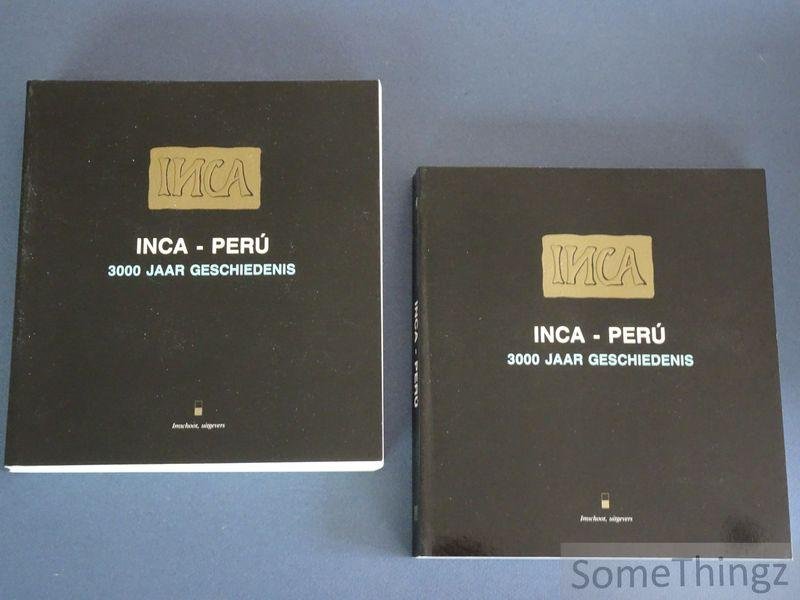 INCA
INCA - PERÚ
3000 JAAR GESCHIEDENIS
Imschoot, uitgevers
INCA
INCA - PERÚ
3000 JAAR GESCHIEDENIS
Imschoot, uitgevers
INCA - PERÚ
SomeThingz